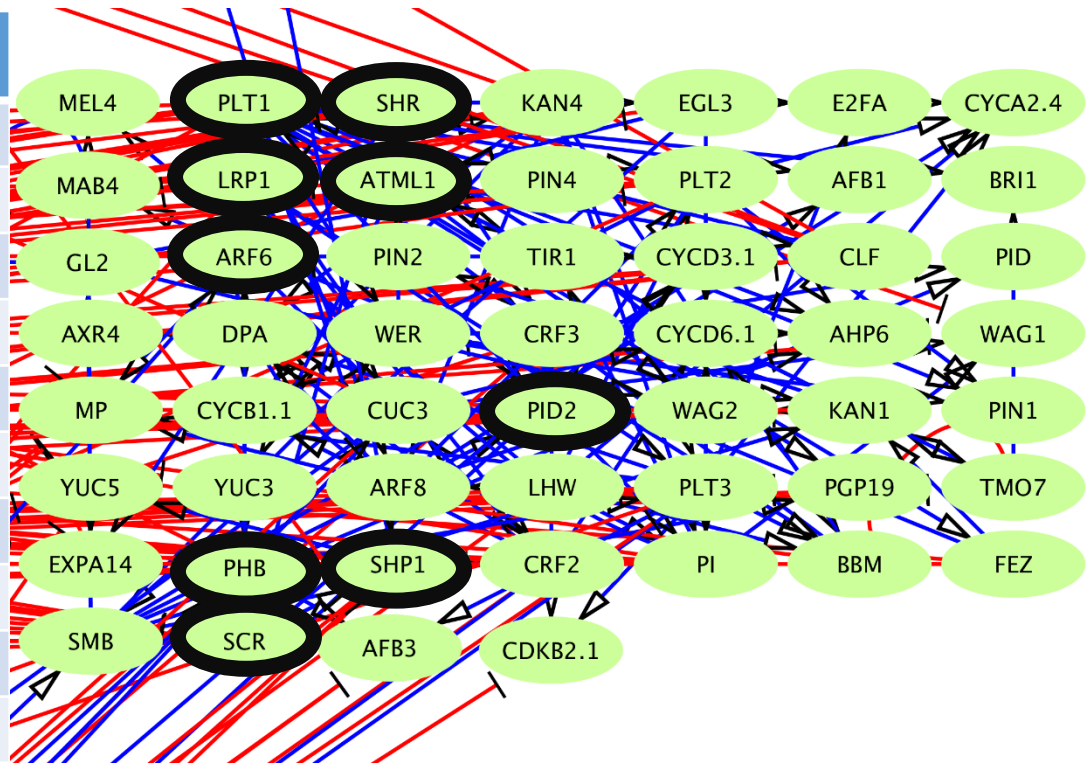 MEL4 PLT1 SHR KAN4 EGL3 E2FA CYCA2.4
MAB4 LRP1 ATML1 PIN4 PLT2 AFB1 BRI1
GL2 ARF6 PIN2 TIR1 CYCD3.1 CLF PID
AXR4 DPA WER CRF3 CYCD6.1 AHP6 WAG1
MP CYCB1.1 CUC3 PID2 WAG2 KAN1 PIN1
YUC5 YUC3 ARF8 LHW PLT3 PGP19 TMO7
EXPA14 PHB SHP1 CRF2 PI BBM FEZ
SMB SCR AFB3 CDKB2.1